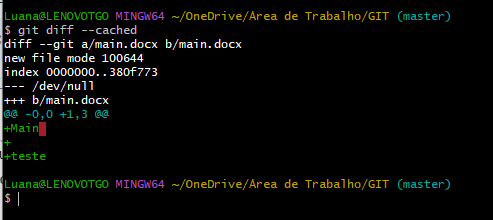 Luana@LENOVOTGO MINGW64 ~/OneDrive/Área de Trabalho/GIT (master)
$ git diff --cached
diff --git a/main.docx b/main.docx
new file mode 100644
index 0000000..380f773
--- /dev/null
+++ b/main.docx
@@ -0,0 +1,3 @@
+Main
+
+teste
Luana@LENOVOTGO MINGW64 ~/OneDrive/Área de Trabalho/GIT (master)
$